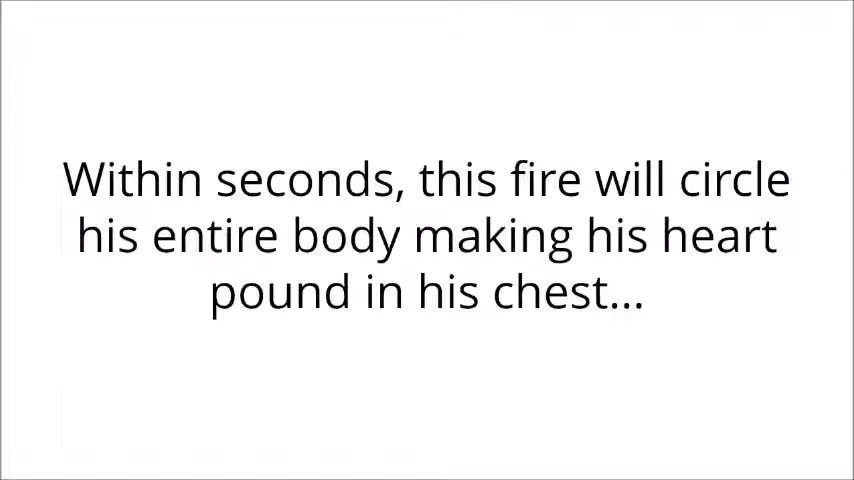 Within seconds, this fire will circle
his entire body making his heart
pound in his chest...